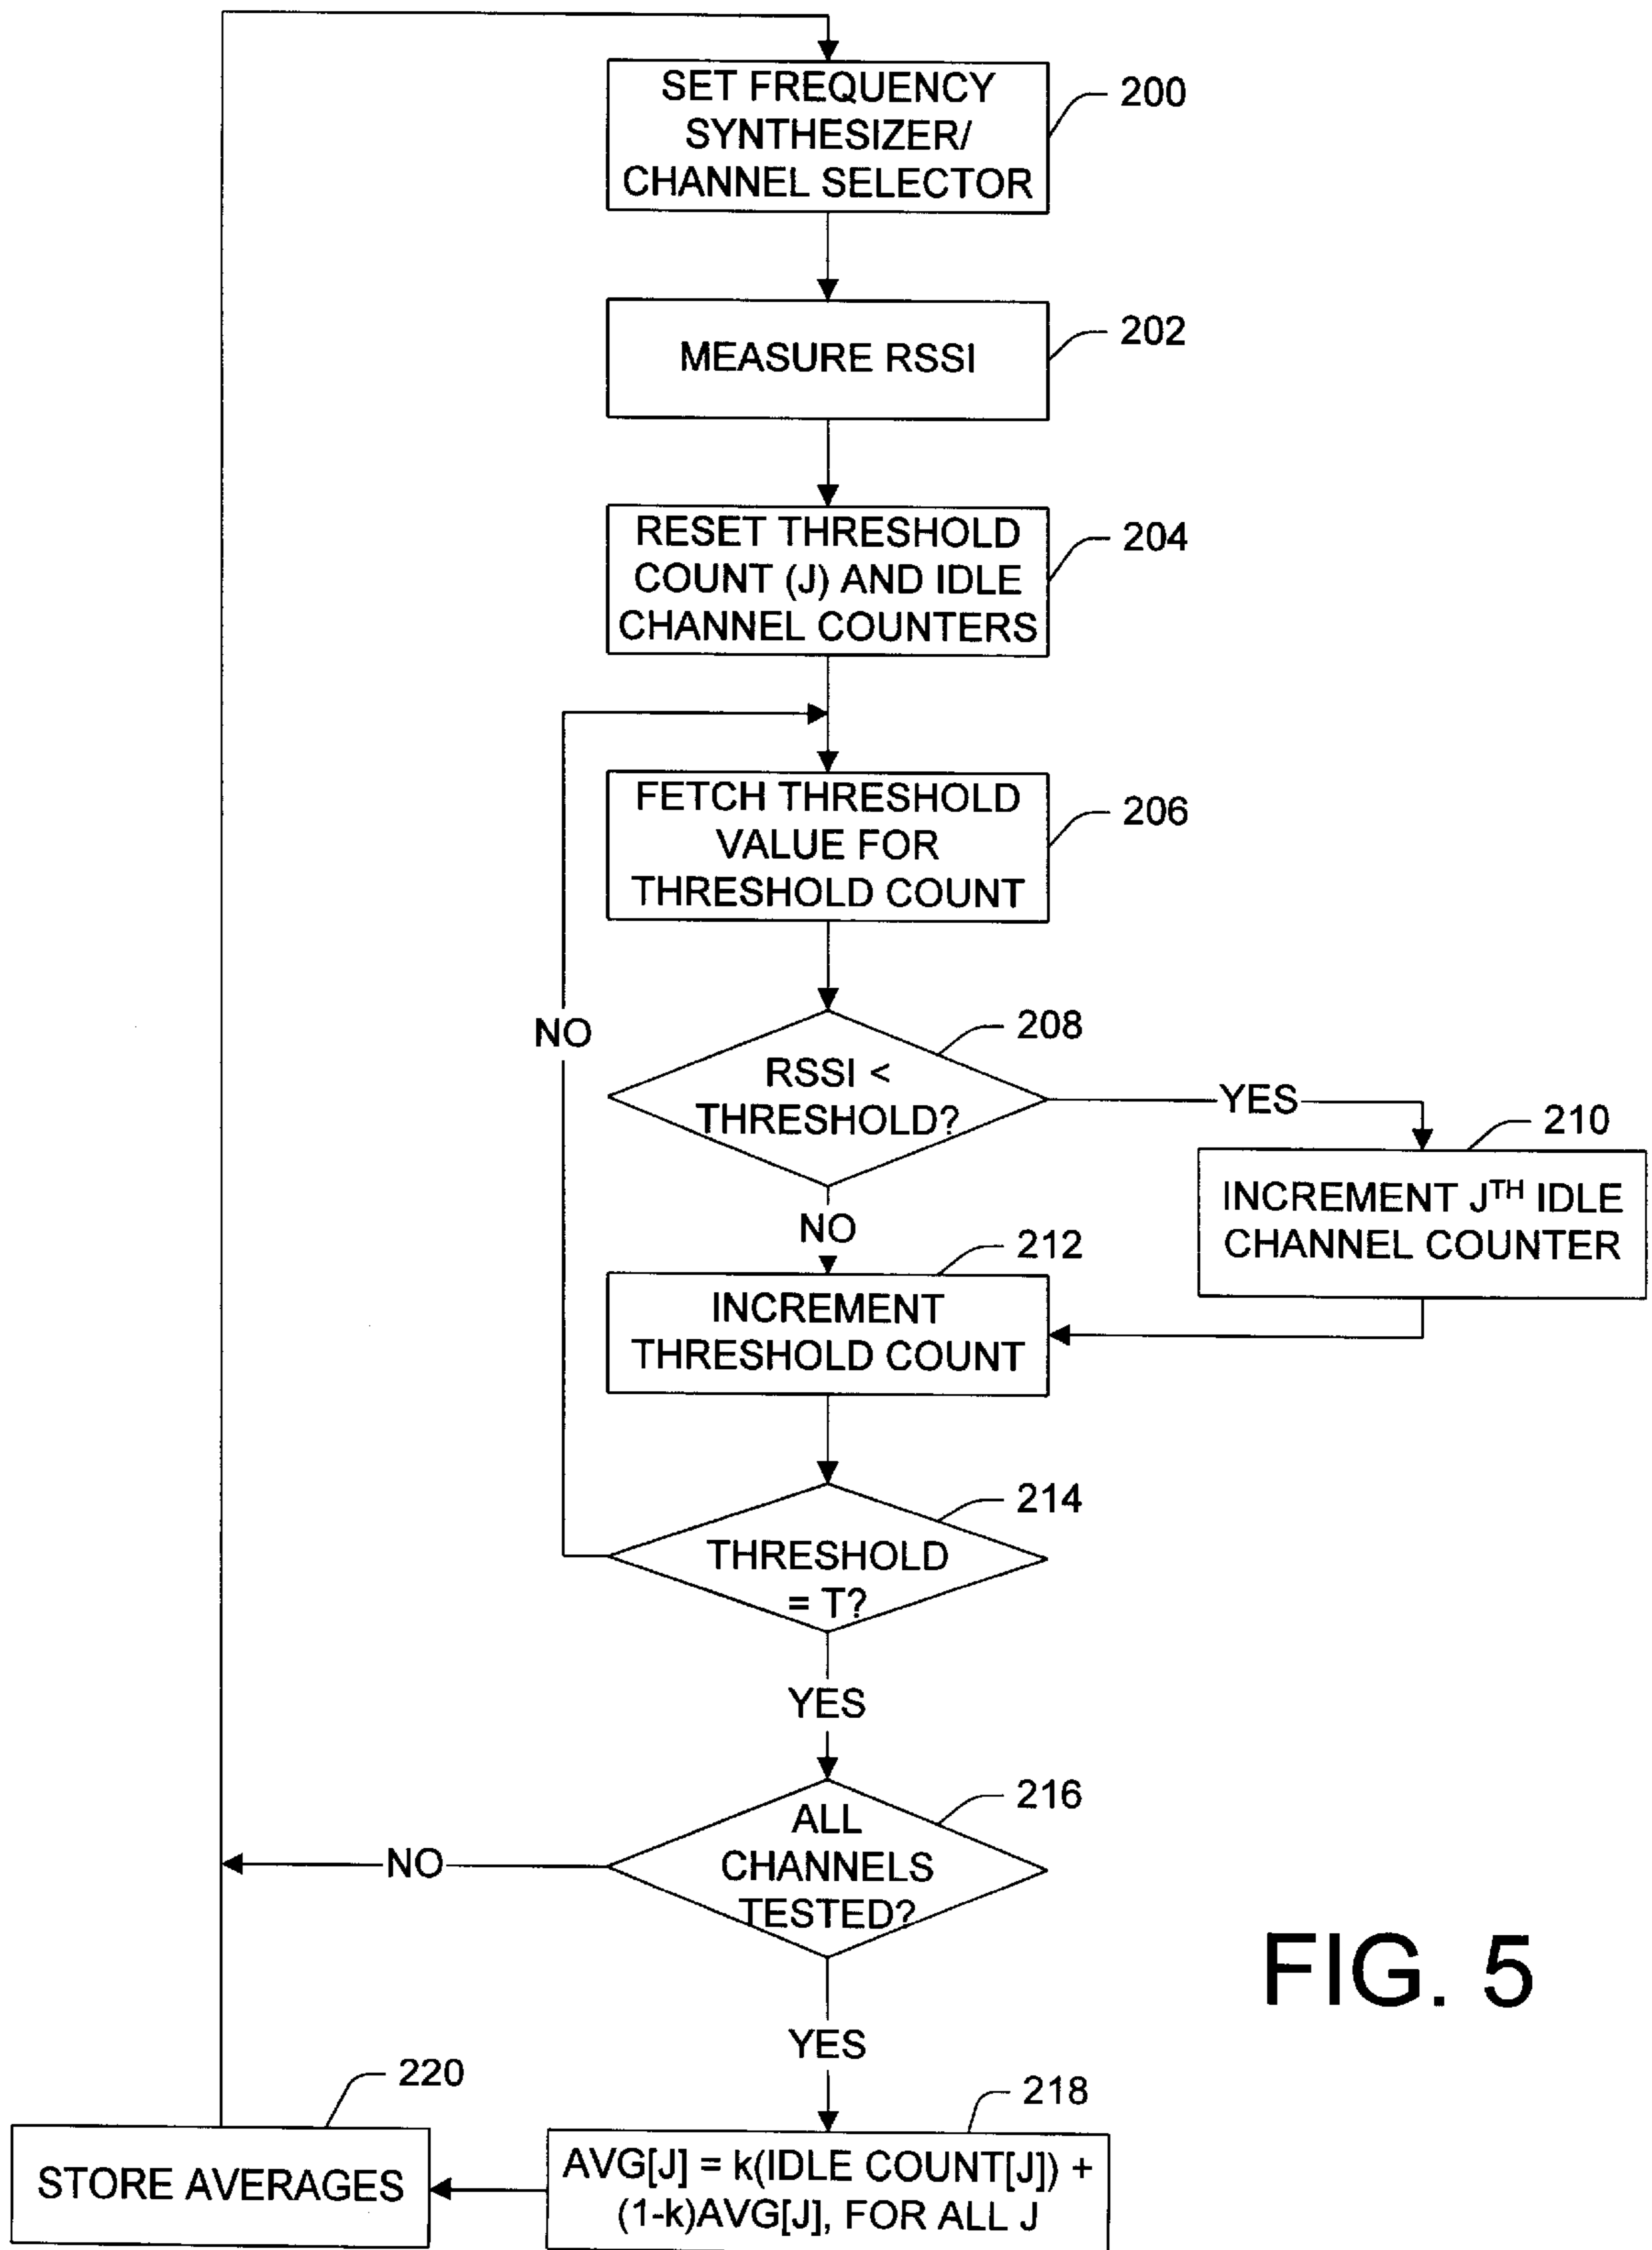 SET FREQUENCY
SYNTHESIZER/
CHANNEL SELECTOR
200
MEASURE RSSI
202
RESET THRESHOLD
COUNT (J) AND IDLE
CHANNEL COUNTERS
204
FETCH THRESHOLD
VALUE FOR
THRESHOLD COUNT
206
NO
RSSI <
THRESHOLD?
208
YES
210
INCREMENT JTH IDLE
CHANNEL COUNTER
NO
212
INCREMENT
THRESHOLD COUNT
214
THRESHOLD
= T?
YES
216
ALL
CHANNELS
TESTED?
NO
YES
FIG. 5
218
AVG[J] = k(IDLE COUNT[J]) +
(1-k)AVG[J], FOR ALL J
220
STORE AVERAGES